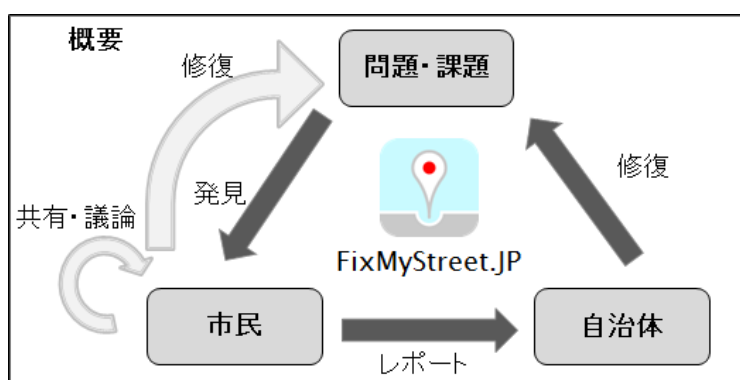 概要
修復
問題・課題
発見
修復
共有・議論
FixMyStreet.JP
市民
自治体
レポート